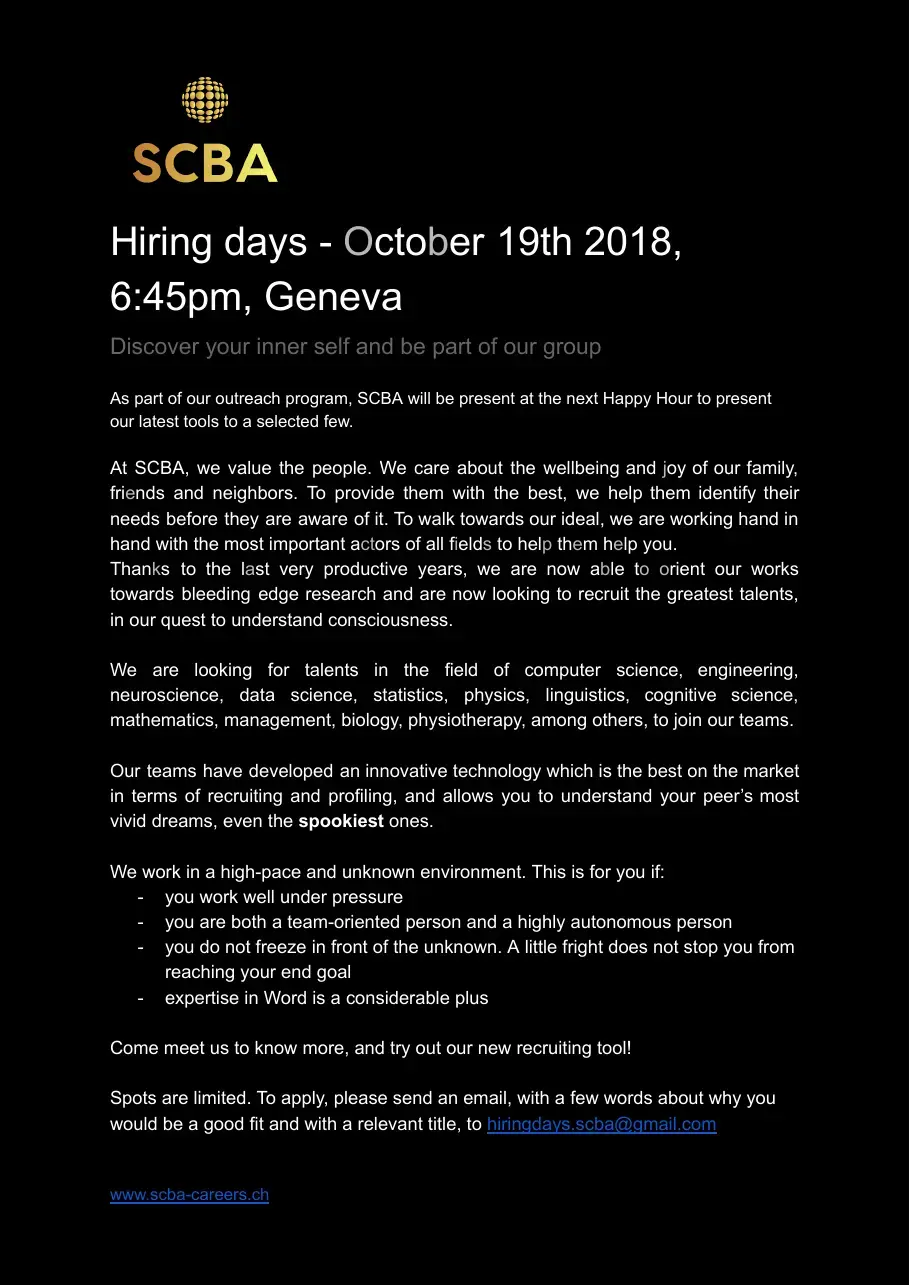 SCBA
Hiring days - October 19th 2018,
6:45pm, Geneva
Discover your inner self and be part of our group
As part of our outreach program, SCBA will be present at the next Happy Hour to present
our latest tools to a selected few.
At SCBA, we value the people. We care about the wellbeing and joy of our family,
friends and neighbors. To provide them with the best, we help them identify their
needs before they are aware of it. To walk towards our ideal, we are working hand in
hand with the most important actors of all fields to help them help you.
Thanks to the last very productive years, we are now able to orient our works
towards bleeding edge research and are now looking to recruit the greatest talents,
in our quest to understand consciousness.
We are looking for talents in the field of computer science, engineering,
neuroscience, data science, statistics, physics, linguistics, cognitive science,
mathematics, management, biology, physiotherapy, among others, to join our teams.
Our teams have developed an innovative technology which is the best on the market
in terms of recruiting and profiling, and allows you to understand your peer’s most
vivid dreams, even the spookiest ones.
We work in a high-pace and unknown environment. This is for you if:
- you work well under pressure
- you are both a team-oriented person and a highly autonomous person
- you do not freeze in front of the unknown. A little fright does not stop you from
reaching your end goal
- expertise in Word is a considerable plus
Come meet us to know more, and try out our new recruiting tool!
Spots are limited. To apply, please send an email, with a few words about why you
would be a good fit and with a relevant title, to hiringdays.scba@gmail.com
www.scba-careers.ch